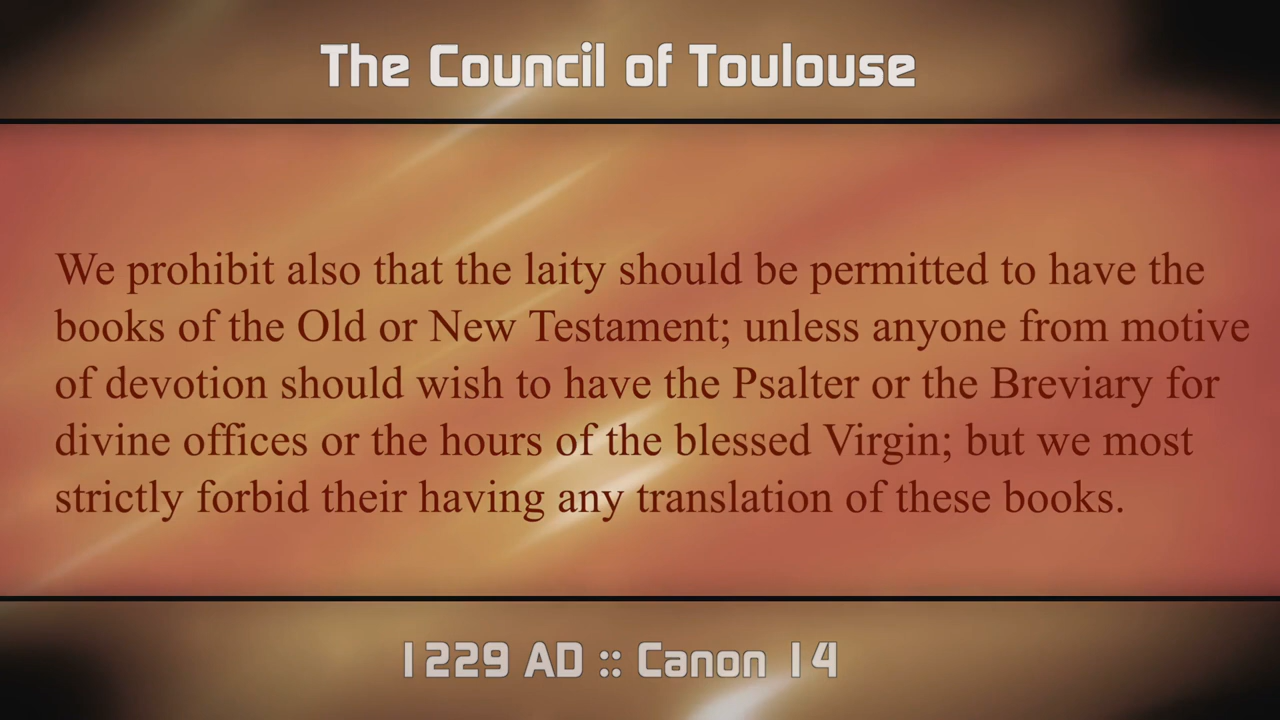 The Council of Toulouse
We prohibit also that the laity should be permitted to have the
books of the Old or New Testament; unless anyone from motive
of devotion should wish to have the Psalter or the Breviary for
divine offices or the hours of the blessed Virgin; but we most
strictly forbid their having any translation of these books.
1229 AD :: Canon 14